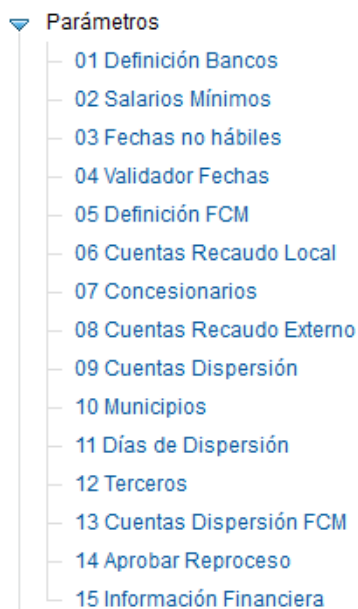 Parámetros
01 Definición Bancos
02 Salarios Mínimos
03 Fechas no hábiles
04 Validador Fechas
05 Definición FCM
06 Cuentas Recaudo Local
07 Concesionarios
08 Cuentas Recaudo Externo
09 Cuentas Dispersión
10 Municipios
11 Días de Dispersión
12 Terceros
13 Cuentas Dispersión FCM
14 Aprobar Reproceso
15 Información Financiera